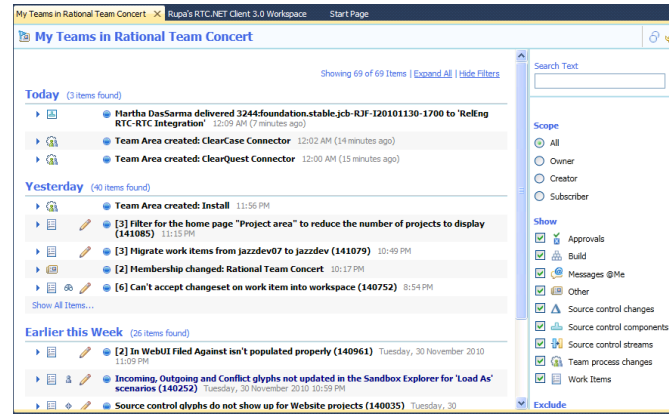 My Teams in Rational Team Concert
Rupa's RTC.NET Client 3.0 Workspace
Start Page
My Teams in Rational Team Concert
Showing 69 of 69 Items | Expand All | Hide Filters
Today (3 items found)
Martha DasSarma delivered 3244:foundation.stable.jcb-RJF-I20101130-1700 to 'RelEng
RTC-RTC Integration' 12:09 AM (7 minutes ago)
Team Area created: ClearCase Connector 12:02 AM (14 minutes ago)
Team Area created: ClearQuest Connector 12:00 AM (15 minutes ago)
Yesterday (40 items found)
Team Area created: Install 11:56 PM
[3] Filter for the home page "Project area" to reduce the number of projects to display
(141085) 11:15 PM
[3] Migrate work items from jazzdev07 to jazzdev (141079) 10:49 PM
[2] Membership changed: Rational Team Concert 10:17 PM
[6] Can't accept changeset on work item into workspace (140752) 8:54 PM
Show All Items...
Earlier this Week (26 items found)
[2] In WebUI Filed Against isn't populated properly (140961) Tuesday, 30 November 2010
11:09 PM
Incoming, Outgoing and Conflict glyphs not updated in the Sandbox Explorer for 'Load As'
scenarios (140252) Tuesday, 30 November 2010 10:59 PM
Source control glyphs do not show up for Website projects (140035) Tuesday, 30
Search Text
Scope
All
Owner
Creator
Subscriber
Show
Approvals
Build
Messages @Me
Other
Source control changes
Source control components
Source control streams
Team process changes
Work Items
Exclude